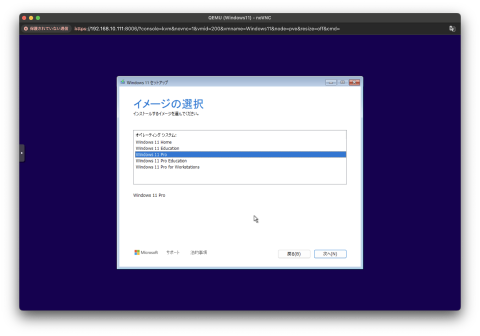 QEMU (Windows11) - noVNC
保護されていない通信
https://192.168.10.111:8006/?console=kvm&novnc=1&vmid=200&vmname=Windows11&node=pve&resize=off&cmd=
Windows 11 セットアップ
イメージの選択
インストールするイメージを選んでください。
オペレーティング システム:
Windows 11 Home
Windows 11 Education
Windows 11 Pro
Windows 11 Pro Education
Windows 11 Pro for Workstations
Windows 11 Pro
Microsoft サポート 法的事項
戻る(B) 次へ(N)